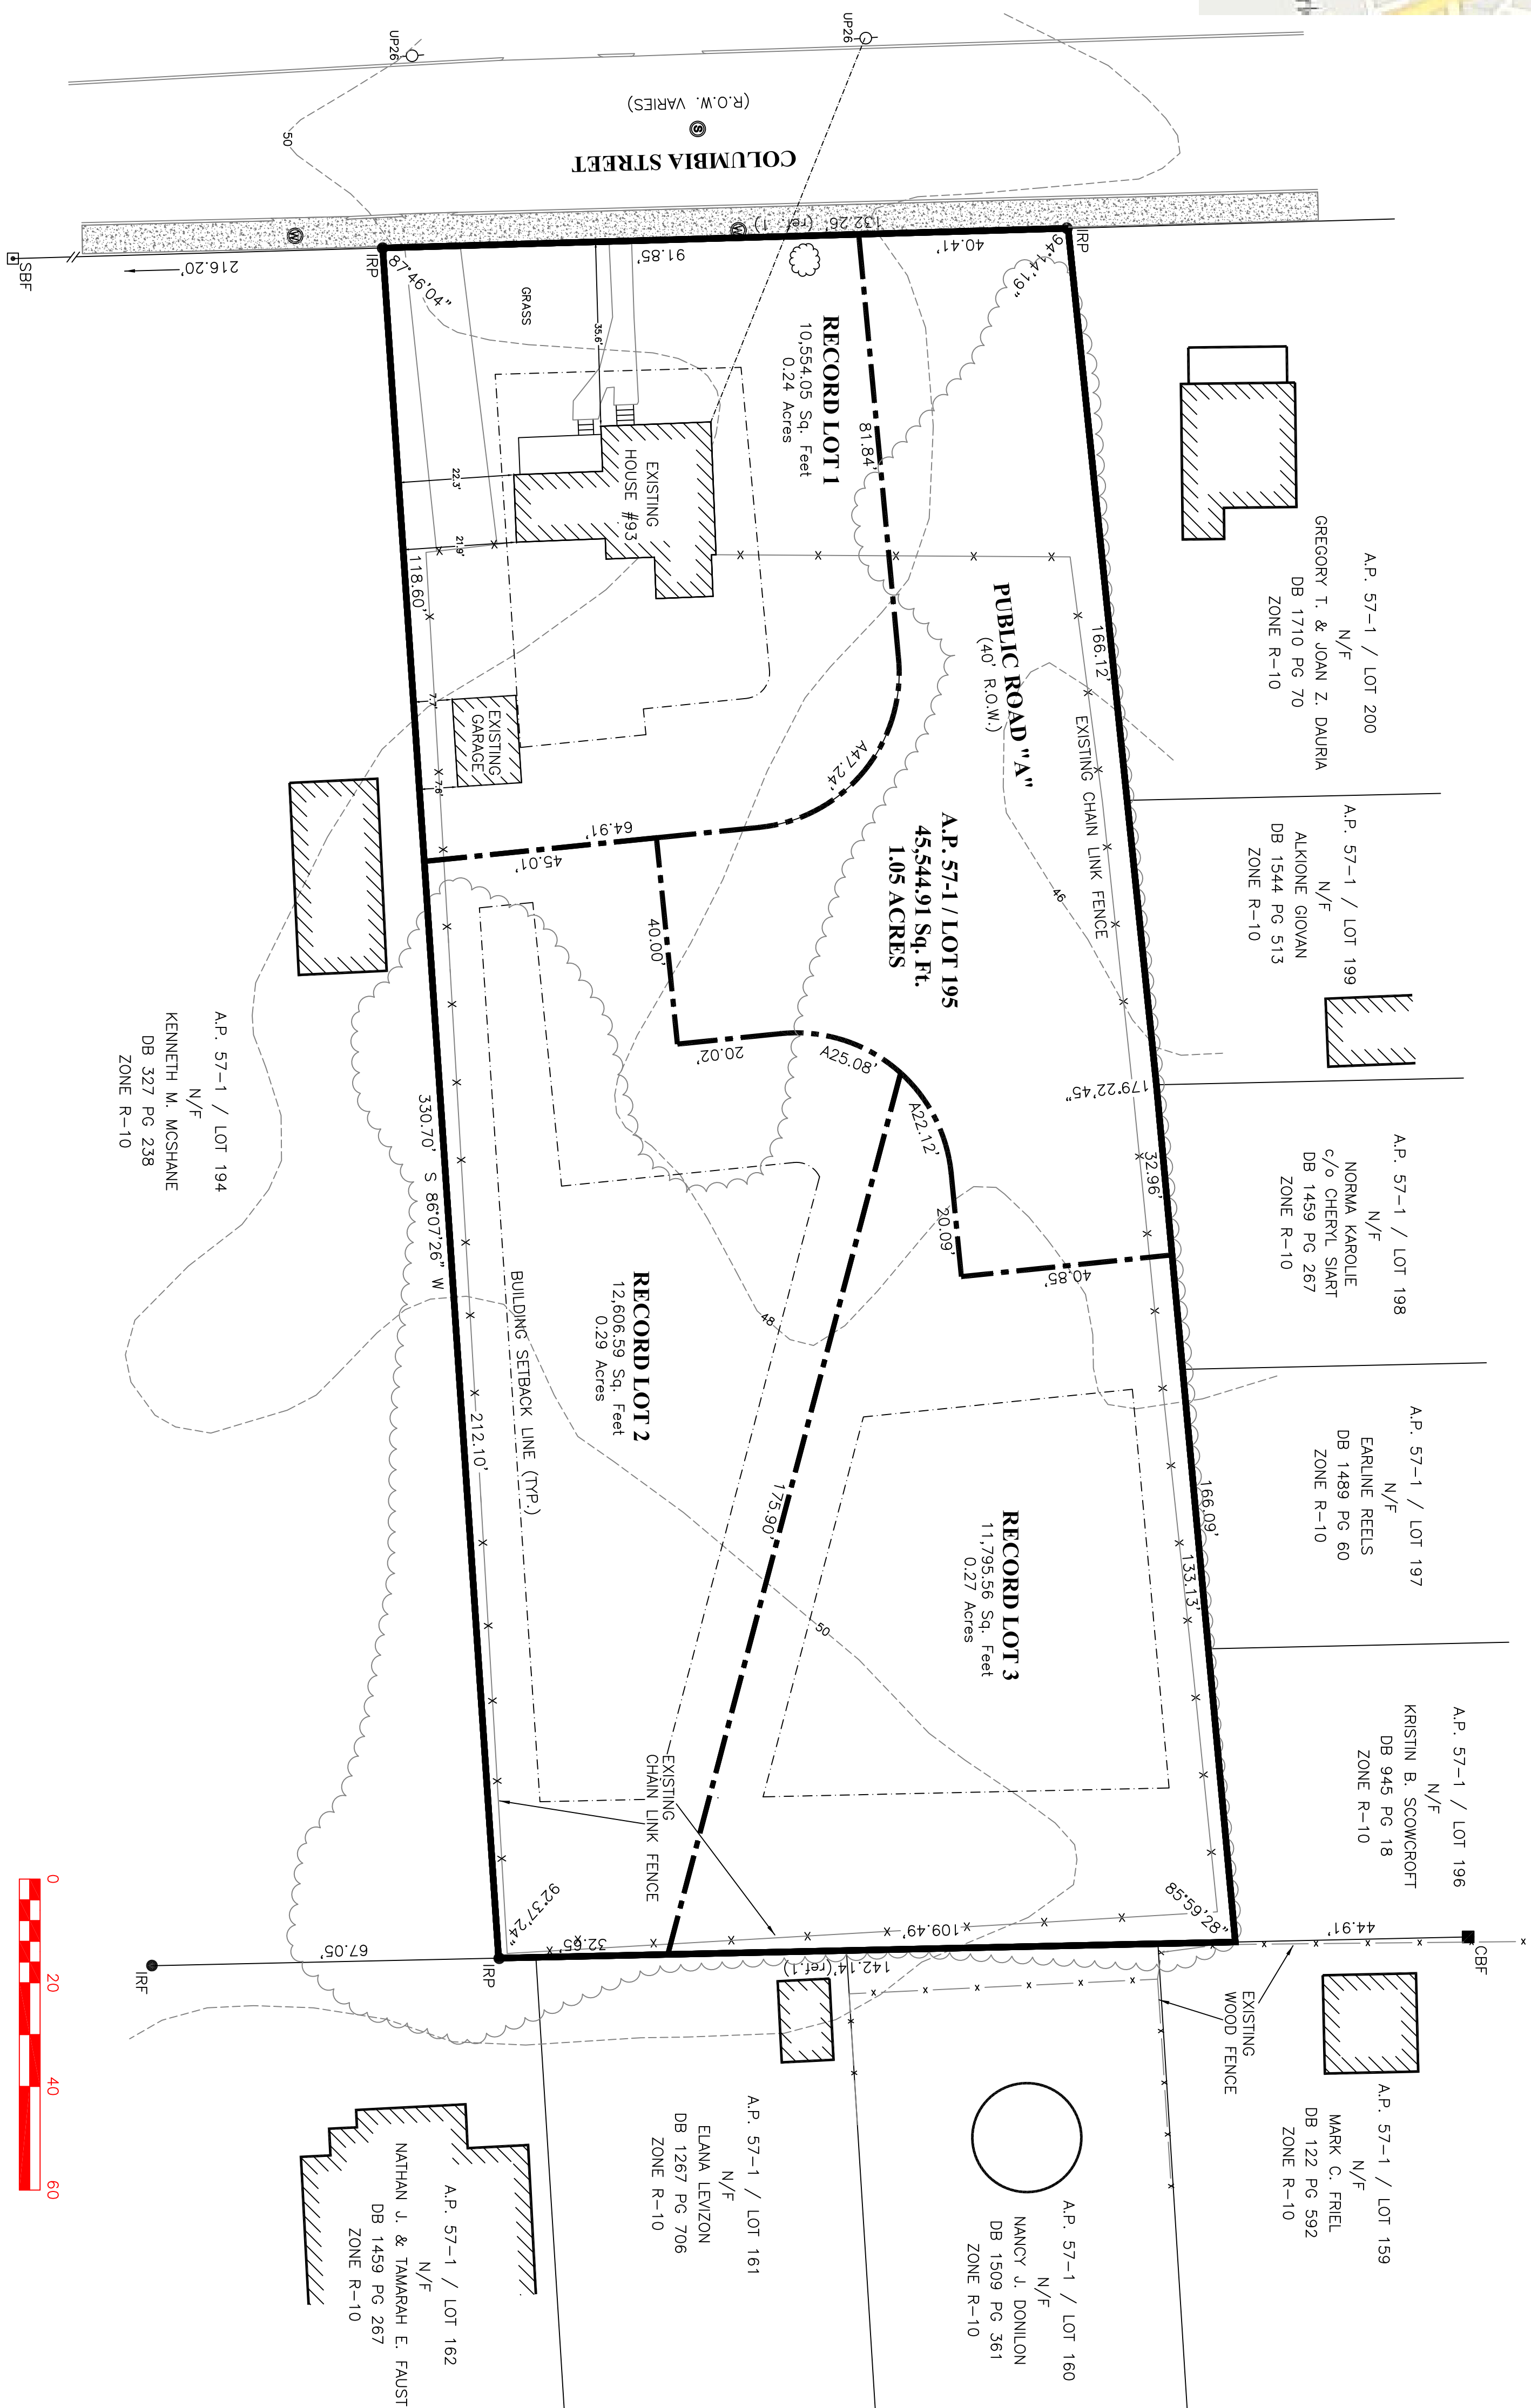 UP26
UP26
(R.O.W. VARIES)
S
COLUMBIA STREET
50
W
W
132.26' (ref. 1)
91.85'
40.41'
SBF
216.20'
IRP
IRP
87°46'04"
94°14'19"
GRASS
35.6'
RECORD LOT 1
10,554.05 Sq. Feet
0.24 Acres
81.84'
EXISTING
HOUSE #93
22.3'
21.9'
118.60'
7.7'
7.6'
EXISTING
GARAGE
A47.24'
64.91'
45.01'
PUBLIC ROAD "A"
(40' R.O.W.)
166.12'
EXISTING CHAIN LINK FENCE
46
A.P. 57-1 / LOT 200
N/F
GREGORY T. & JOAN Z. DAURIA
DB 1710 PG 70
ZONE R-10
A.P. 57-1 / LOT 199
N/F
ALKIONE GIOVAN
DB 1544 PG 513
ZONE R-10
A.P. 57-1 / LOT 195
45,544.91 Sq. Ft.
1.05 ACRES
40.00'
20.02'
A25.08'
A22.12'
20.09'
40.85'
179°22'45"
32.96'
A.P. 57-1 / LOT 198
N/F
NORMA KAROLIE
c/o CHERYL SIART
DB 1459 PG 267
ZONE R-10
A.P. 57-1 / LOT 194
N/F
KENNETH M. MCSHANE
DB 327 PG 238
ZONE R-10
330.70' S 86°07'26" W
212.10'
BUILDING SETBACK LINE (TYP.)
RECORD LOT 2
12,606.59 Sq. Feet
0.29 Acres
48
175.90'
A.P. 57-1 / LOT 197
N/F
EARLINE REELS
DB 1489 PG 60
ZONE R-10
166.09'
133.13'
RECORD LOT 3
11,795.56 Sq. Feet
0.27 Acres
50
A.P. 57-1 / LOT 196
N/F
KRISTIN B. SCOWCROFT
DB 945 PG 18
ZONE R-10
EXISTING
CHAIN LINK FENCE
92°37'24"
85°59'28"
32.65'
109.49'
142.14' (ref.1)
44.91'
CBF
67.05'
IRF
IRP
EXISTING
WOOD FENCE
A.P. 57-1 / LOT 159
N/F
MARK C. FRIEL
DB 122 PG 592
ZONE R-10
A.P. 57-1 / LOT 160
N/F
NANCY J. DONILON
DB 1509 PG 361
ZONE R-10
A.P. 57-1 / LOT 161
N/F
ELANA LEVIZON
DB 1267 PG 706
ZONE R-10
A.P. 57-1 / LOT 162
N/F
NATHAN J. & TAMARAH E. FAUST
DB 1459 PG 267
ZONE R-10
0
20
40
60